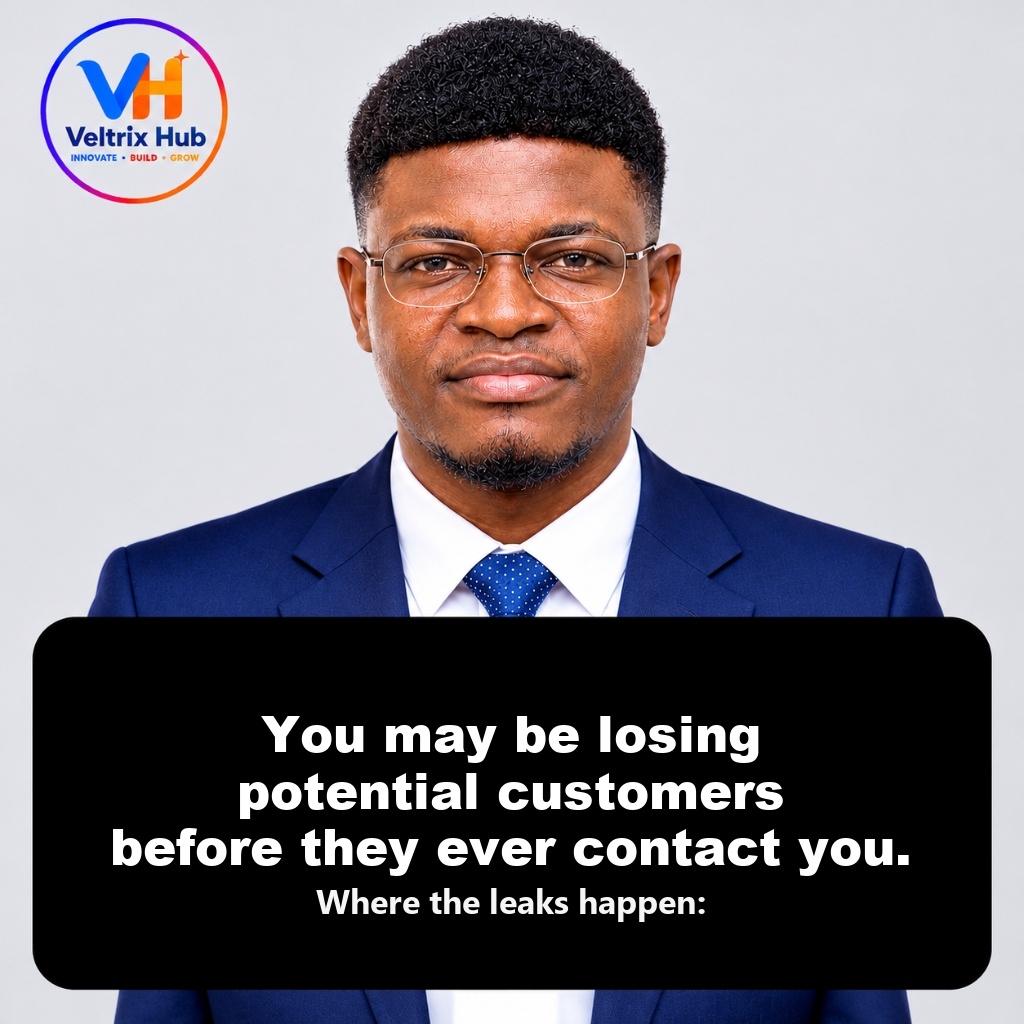 VH
Veltrix Hub
INNOVATE • BUILD • GROW
You may be losing
potential customers
before they ever contact you.
Where the leaks happen: